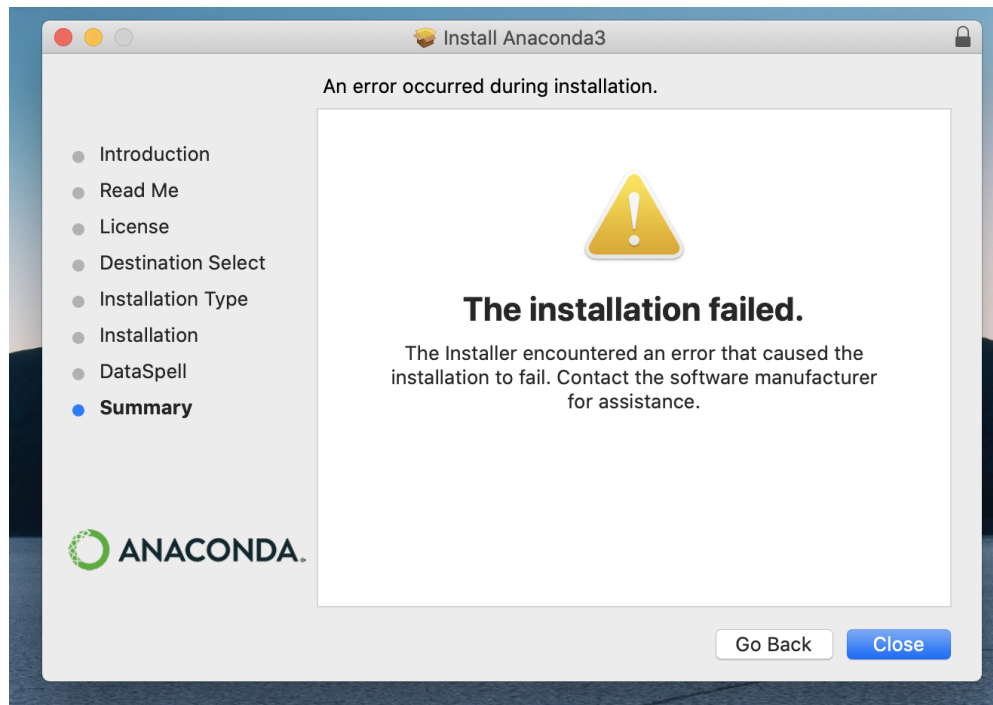 Install Anaconda3
An error occurred during installation.
Introduction
Read Me
License
Destination Select
Installation Type
Installation
DataSpell
Summary
!
The installation failed.
The Installer encountered an error that caused the
installation to fail. Contact the software manufacturer
for assistance.
ANACONDA.
Go Back
Close